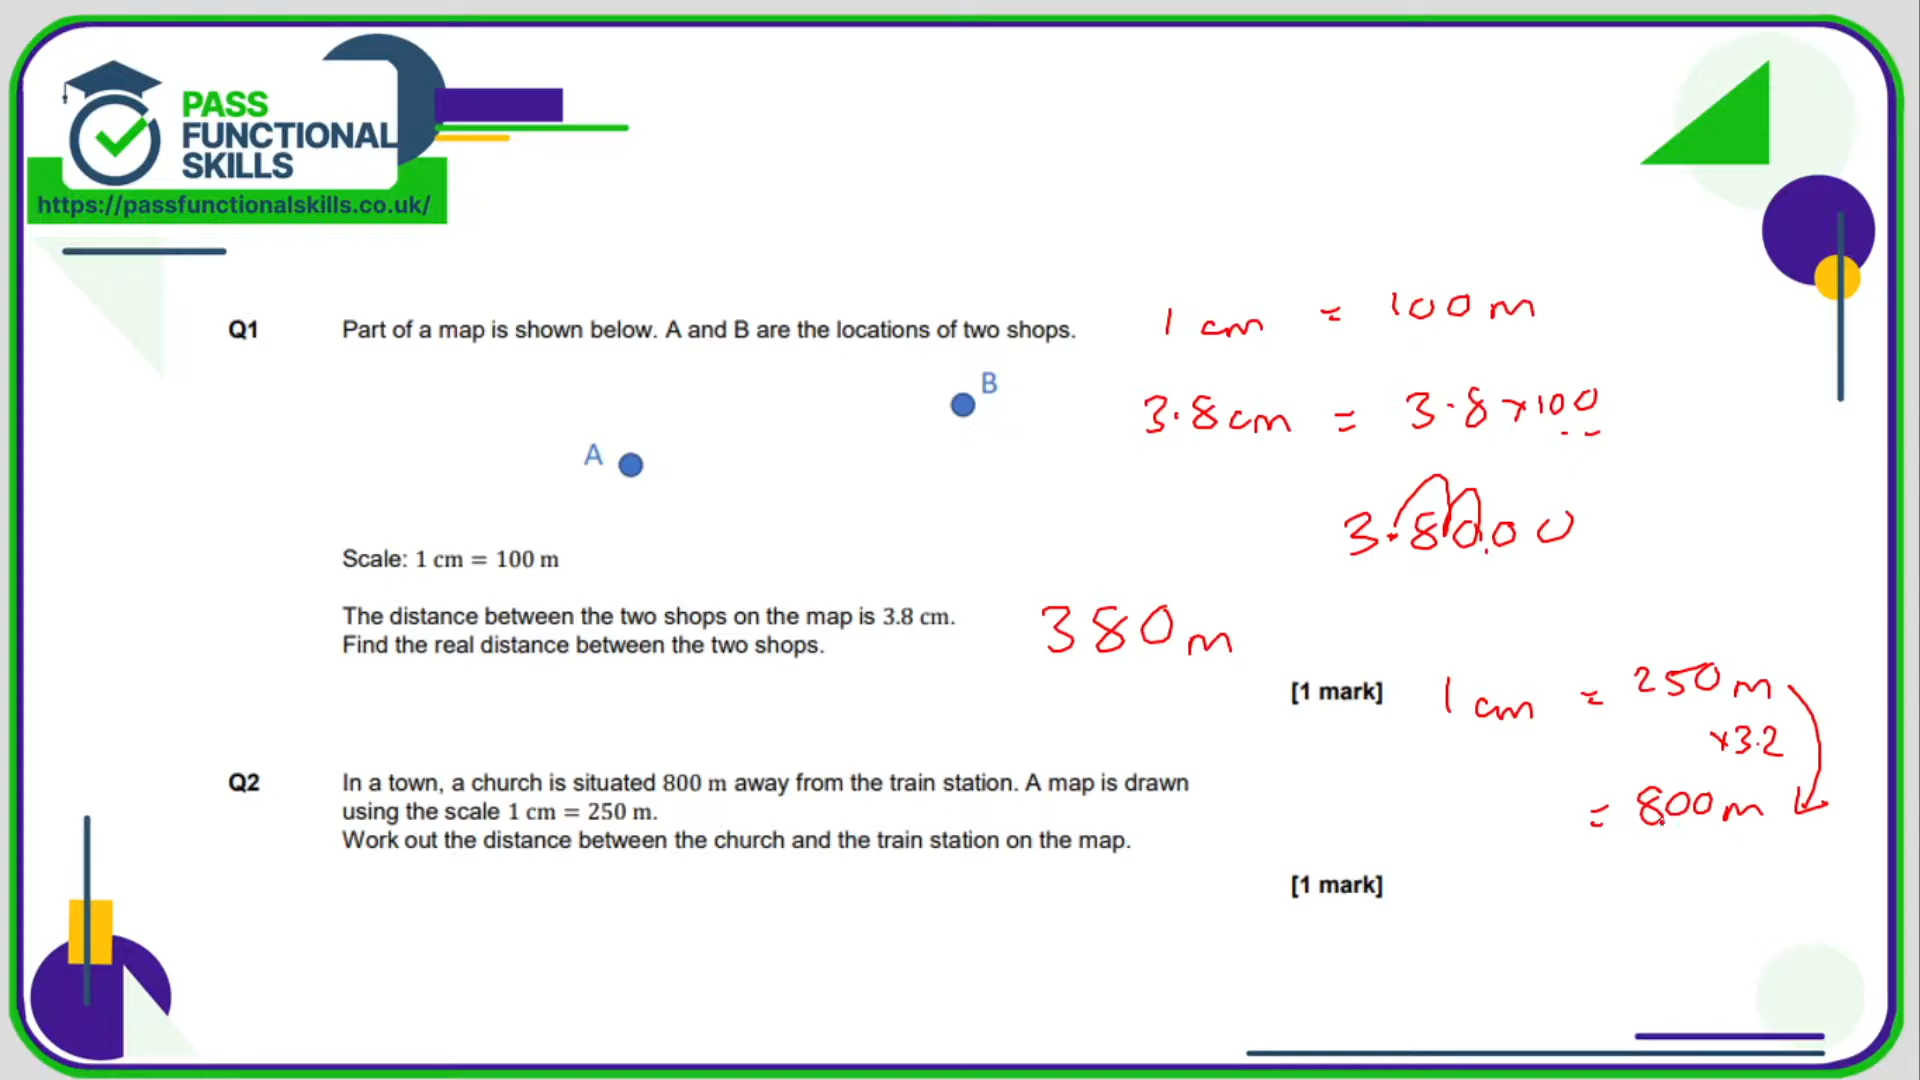 PASS
FUNCTIONAL
SKILLS
https://passfunctionalskills.co.uk/
Q1 Part of a map is shown below. A and B are the locations of two shops.
1 cm = 100 m
B
3.8cm = 3.8 x 100
A
3.80.00
Scale: 1 cm = 100 m
The distance between the two shops on the map is 3.8 cm.
Find the real distance between the two shops.
380 m
[1 mark]
1 cm = 250 m
x3.2
Q2 In a town, a church is situated 800 m away from the train station. A map is drawn
using the scale 1 cm = 250 m.
= 800 m
Work out the distance between the church and the train station on the map.
[1 mark]